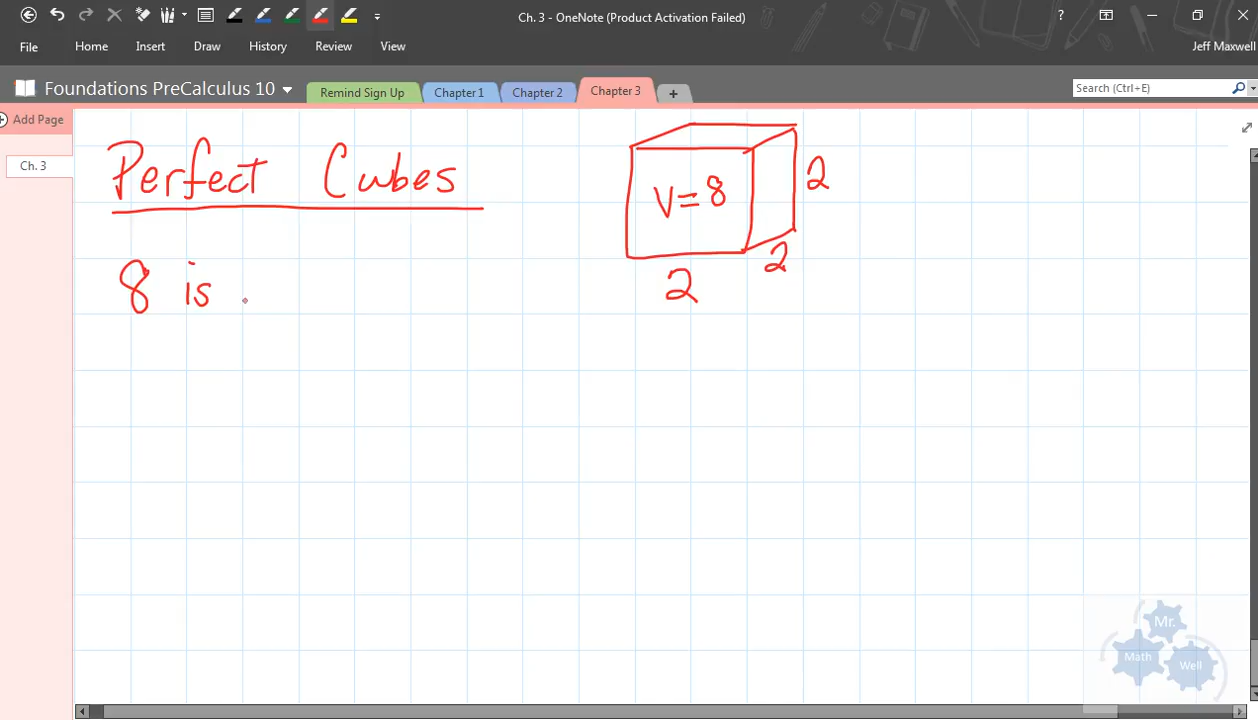 Ch. 3 - OneNote (Product Activation Failed)
?
File Home Insert Draw History Review View
Jeff Maxwell
Foundations PreCalculus 10
Remind Sign Up Chapter 1 Chapter 2 Chapter 3 +
Search (Ctrl+E)
Add Page
Ch. 3
Perfect Cubes
V=8
2
2
2
8 is
Mr.
Math
Well